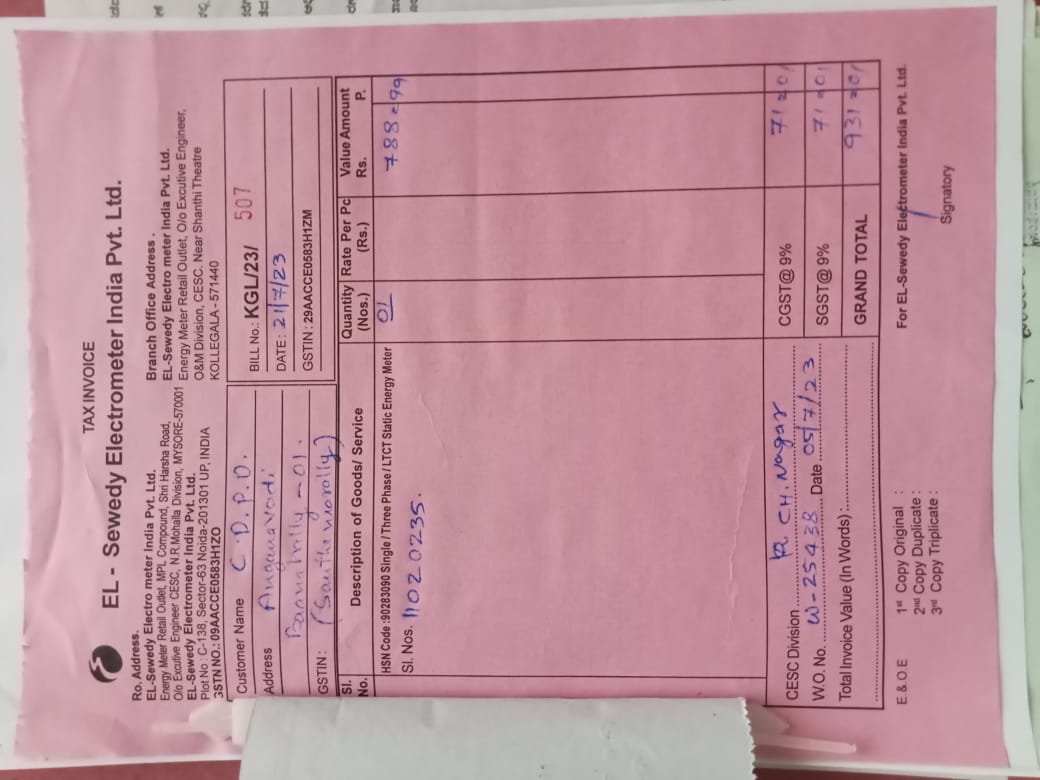 TAX INVOICE
EL - Sewedy Electrometer India Pvt. Ltd.
Ro. Address.
EL-Sewedy Electro meter India Pvt. Ltd.
Energy Meter Retail Outlet, MPL Compound, Shri Harsha Road,
O/o Excutive Engineer CESC, N.R.Mohalla Division, MYSORE-570001
EL-Sewedy Electrometer India Pvt. Ltd.
Plot No : C-138, Sector-63 Noida-201301 UP, INDIA
GSTN NO.: 09AACCE0583H1ZO
Branch Office Address .
EL-Sewedy Electro meter India Pvt. Ltd.
Energy Meter Retail Outlet, O/o Excutive Engineer,
O&M Division, CESC. Near Shanthi Theatre
KOLLEGALA - 571440
Customer Name C. D. P. O.
Address Anganavadi
-01.
GSTIN:
BILL No.: KGL/23/ 507
DATE : 21/7/23
GSTIN : 29AACCE0583H1ZM
Sl. No. Description of Goods/ Service Quantity (Nos.) Rate Per Pc (Rs.) Value Amount Rs. P.
HSN Code :90283090 Single / Three Phase / LTCT Static Energy Meter 01 788=99
Sl. Nos. 11020235.
CESC Division CH. Nagar
W.O. No. W-25438 Date 05/7/23
Total Invoice Value (In Words):
CGST@9% 71=01
SGST@9% 71=01
GRAND TOTAL 931=01
E. & O.E
1st Copy Original :
2nd Copy Duplicate :
3rd Copy Triplicate :
For EL-Sewedy Electrometer India Pvt. Ltd.
Signatory